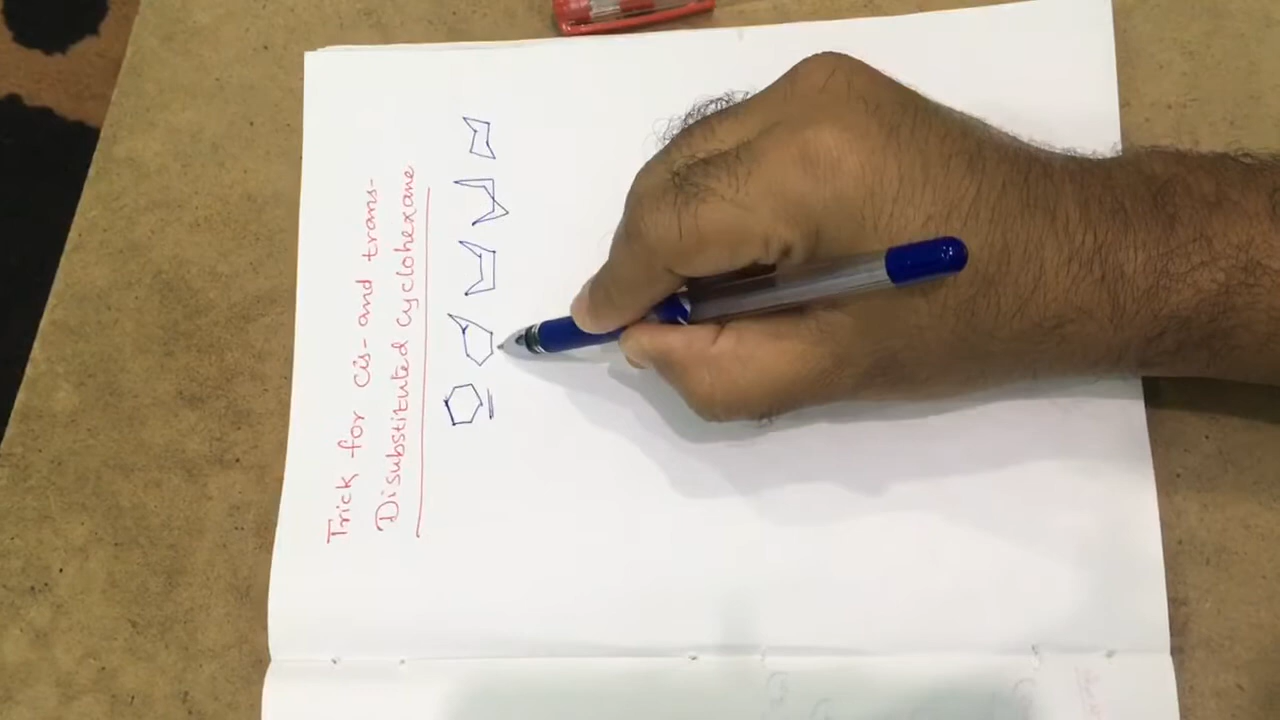 Trick for cis- and trans-
Disubstituted Cyclohexane